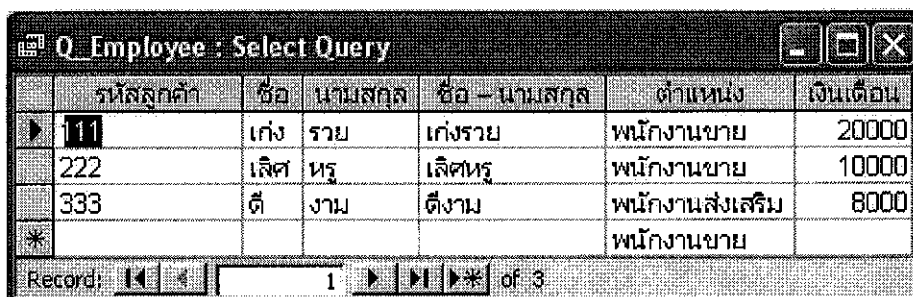 Q_Employee : Select Query
รหัสลูกค้า ชื่อ นามสกุล ชื่อ – นามสกุล ตำแหน่ง เงินเดือน
111 เก่ง รวย เก่งรวย พนักงานขาย 20000
222 เลิศ หรู เลิศหรู พนักงานขาย 10000
333 ดี งาม ดีงาม พนักงานส่งเสริม 8000
พนักงานขาย
Record: 1 of 3